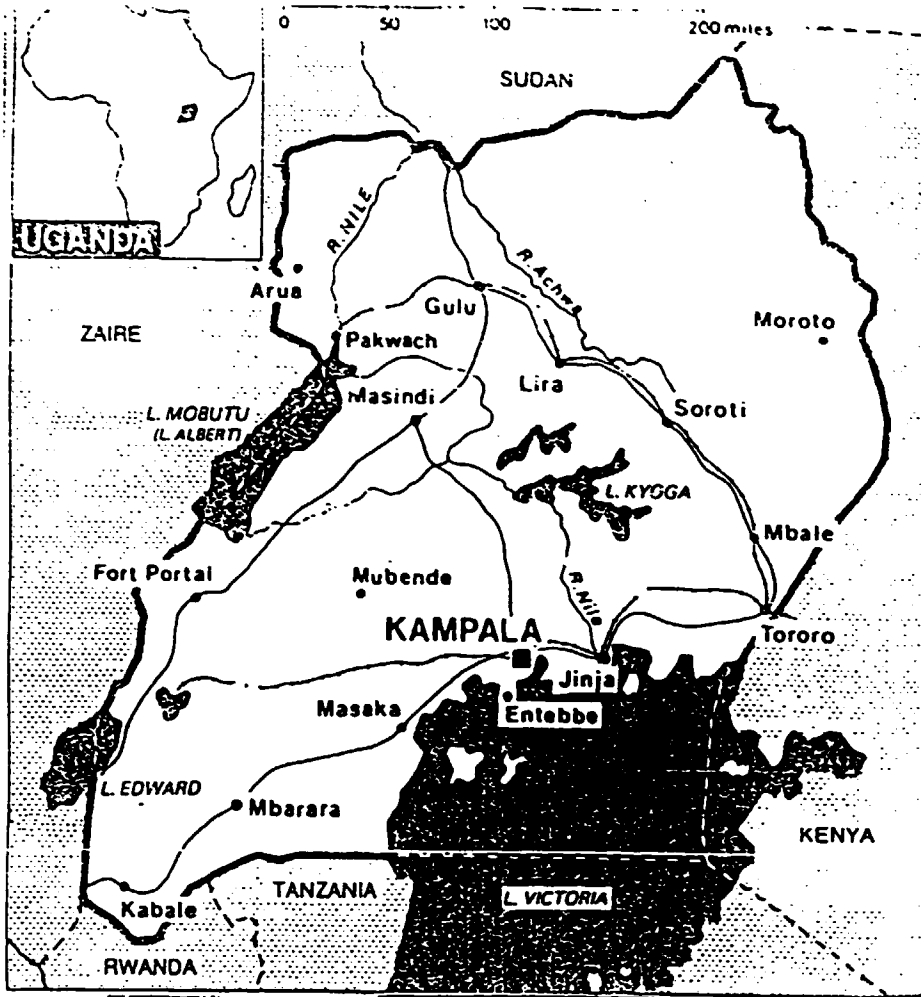 0 50 100 200 miles
SUDAN
UGANDA
R. NILE
R. Achwa
Arua
Gulu
ZAIRE
Pakwach
Moroto
Lira
Masindi
L. MOBUTU
(L. ALBERT)
Soroti
L. KYOGA
Mbale
Fort Portal
Mubende
R. Nile
KAMPALA
Tororo
Jinja
Masaka
Entebbe
L. EDWARD
Mbarara
KENYA
TANZANIA
L. VICTORIA
Kabale
RWANDA